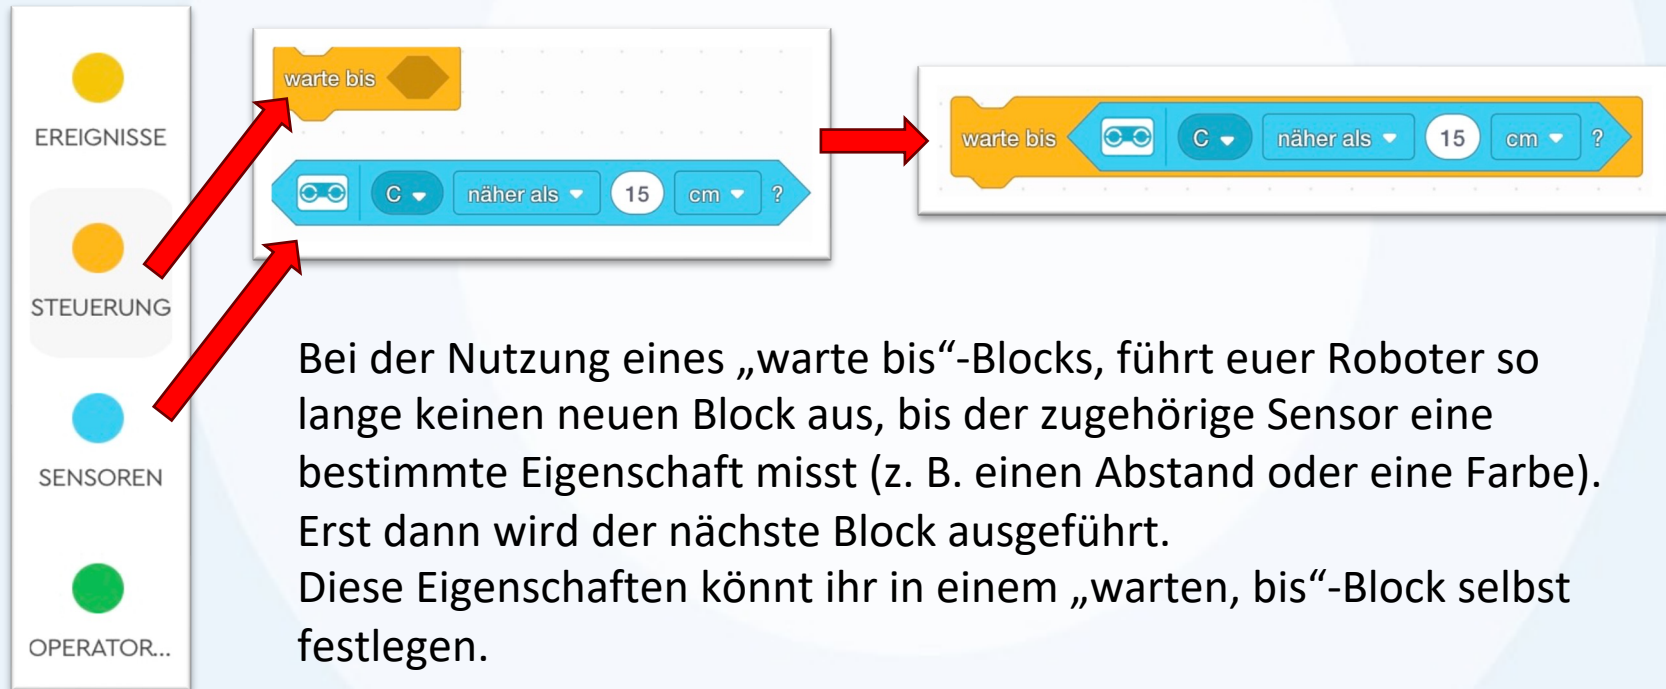 EREIGNISSE
STEUERUNG
SENSOREN
OPERATOR...
warte bis
C näher als 15 cm ?
warte bis C näher als 15 cm ?
Bei der Nutzung eines „warte bis“-Blocks, führt euer Roboter so
lange keinen neuen Block aus, bis der zugehörige Sensor eine
bestimmte Eigenschaft misst (z. B. einen Abstand oder eine Farbe).
Erst dann wird der nächste Block ausgeführt.
Diese Eigenschaften könnt ihr in einem „warten, bis“-Block selbst
festlegen.